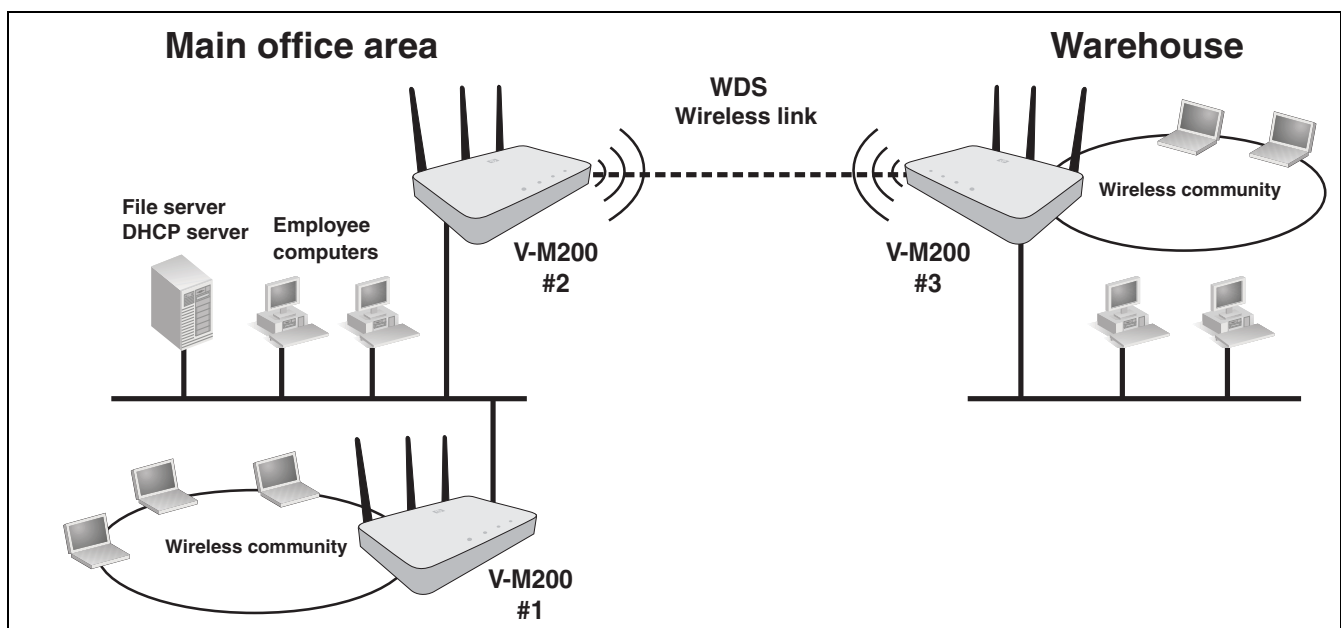 Main office area
Warehouse
WDS
Wireless link
File server
DHCP server
Employee
computers
V-M200
#2
V-M200
#3
Wireless community
Wireless community
V-M200
#1